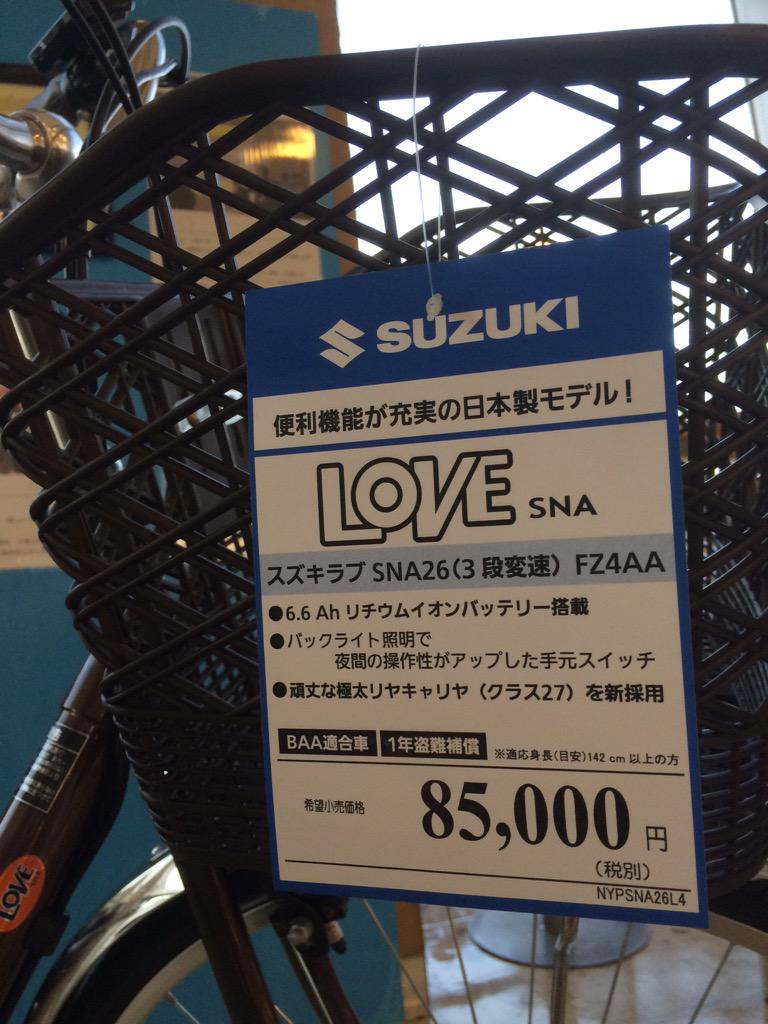 SUZUKI
便利機能が充実の日本製モデル!
LOVE SNA
スズキラブ SNA26(3段変速) FZ4AA
●6.6 Ah リチウムイオンバッテリー搭載
●バックライト照明で
夜間の操作性がアップした手元スイッチ
●頑丈な極太リヤキャリヤ(クラス27)を新採用
BAA適合車 1年盗難補償 ※適応身長(目安)142 cm 以上の方
希望小売価格 85,000 円
(税別)
NYPSNA26L4
LOVE